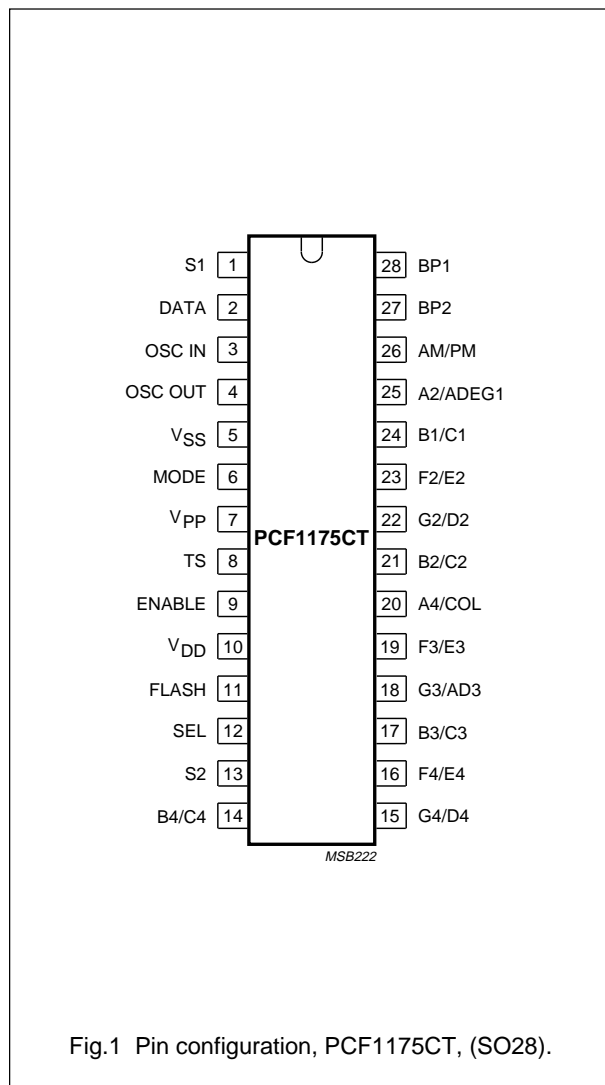 S1 1 28 BP1
DATA 2 27 BP2
OSC IN 3 26 AM/PM
OSC OUT 4 25 A2/ADEG1
VSS 5 24 B1/C1
MODE 6 23 F2/E2
VPP 7 22 G2/D2
PCF1175CT
TS 8 21 B2/C2
ENABLE 9 20 A4/COL
VDD 10 19 F3/E3
FLASH 11 18 G3/AD3
SEL 12 17 B3/C3
S2 13 16 F4/E4
B4/C4 14 15 G4/D4
MSB222
Fig.1 Pin configuration, PCF1175CT, (SO28).